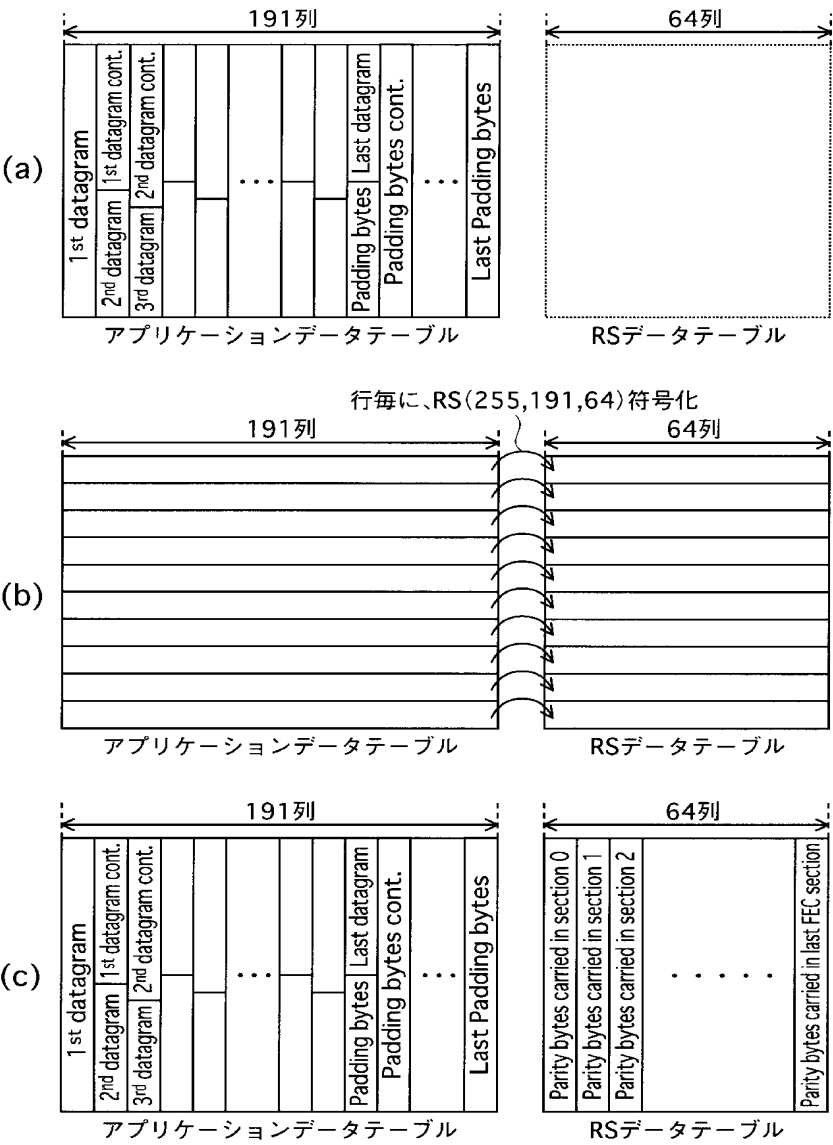 191列
64列
(a)
1st datagram
1st datagram cont.
2nd datagram
2nd datagram cont.
3rd datagram
...
Last datagram
Padding bytes
Padding bytes cont.
...
Last Padding bytes
アプリケーションデータテーブル
RSデータテーブル
行毎に、RS(255,191,64)符号化
191列
64列
(b)
アプリケーションデータテーブル
RSデータテーブル
191列
64列
(c)
1st datagram
1st datagram cont.
2nd datagram
2nd datagram cont.
3rd datagram
...
Last datagram
Padding bytes
Padding bytes cont.
...
Last Padding bytes
Parity bytes carried in section 0
Parity bytes carried in section 1
Parity bytes carried in section 2
.....
Parity bytes carried in last FEC section
アプリケーションデータテーブル
RSデータテーブル